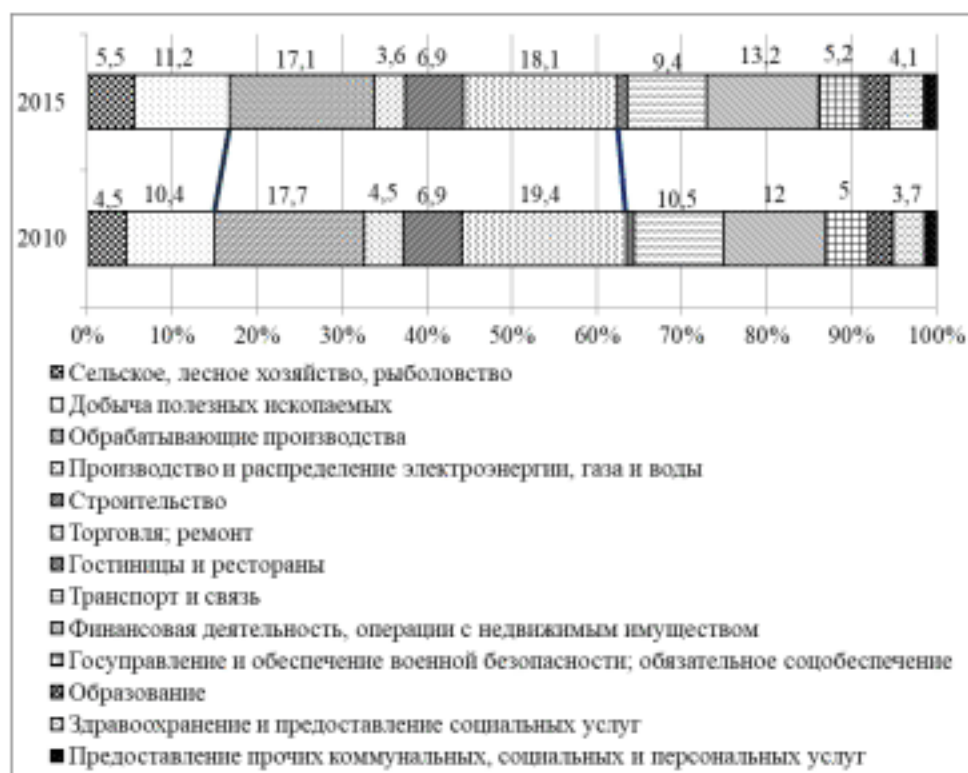 5,5 11,2 17,1 3,6 6,9 18,1 9,4 13,2 5,2 4,1
2015
4,5 10,4 17,7 4,5 6,9 19,4 10,5 12 5 3,7
2010
0% 10% 20% 30% 40% 50% 60% 70% 80% 90% 100%
Сельское, лесное хозяйство, рыболовство
Добыча полезных ископаемых
Обрабатывающие производства
Производство и распределение электроэнергии, газа и воды
Строительство
Торговля; ремонт
Гостиницы и рестораны
Транспорт и связь
Финансовая деятельность, операции с недвижимым имуществом
Госуправление и обеспечение военной безопасности; обязательное соцобеспечение
Образование
Здравоохранение и предоставление социальных услуг
Предоставление прочих коммунальных, социальных и персональных услуг